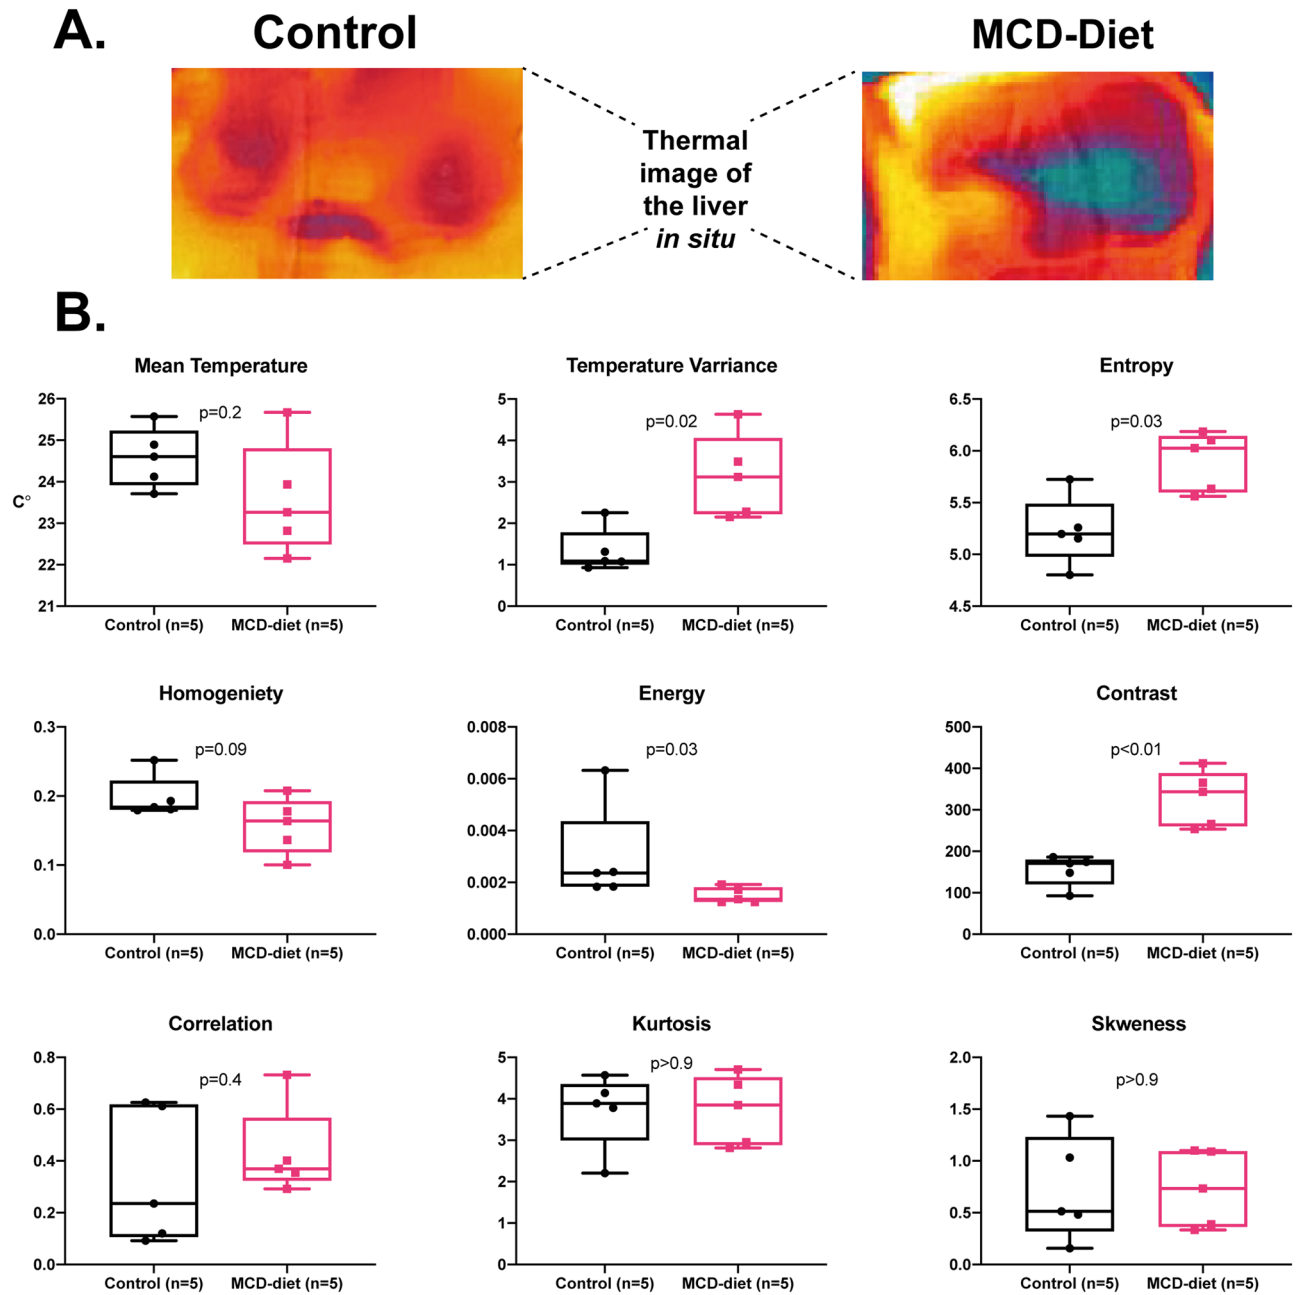 A.
Control
MCD-Diet
Thermal
image of
the liver
in situ
B.
Mean Temperature
26
25
24
23
22
21
C°
p=0.2
Control (n=5)
MCD-diet (n=5)
Temperature Varriance
5
4
3
2
1
0
p=0.02
Control (n=5)
MCD-diet (n=5)
Entropy
6.5
6.0
5.5
5.0
4.5
p=0.03
Control (n=5)
MCD-diet (n=5)
Homogeniety
0.3
0.2
0.1
0.0
p=0.09
Control (n=5)
MCD-diet (n=5)
Energy
0.008
0.006
0.004
0.002
0.000
p=0.03
Control (n=5)
MCD-diet (n=5)
Contrast
500
400
300
200
100
0
p<0.01
Control (n=5)
MCD-diet (n=5)
Correlation
0.8
0.6
0.4
0.2
0.0
p=0.4
Control (n=5)
MCD-diet (n=5)
Kurtosis
5
4
3
2
1
0
p>0.9
Control (n=5)
MCD-diet (n=5)
Skweness
2.0
1.5
1.0
0.5
0.0
p>0.9
Control (n=5)
MCD-diet (n=5)